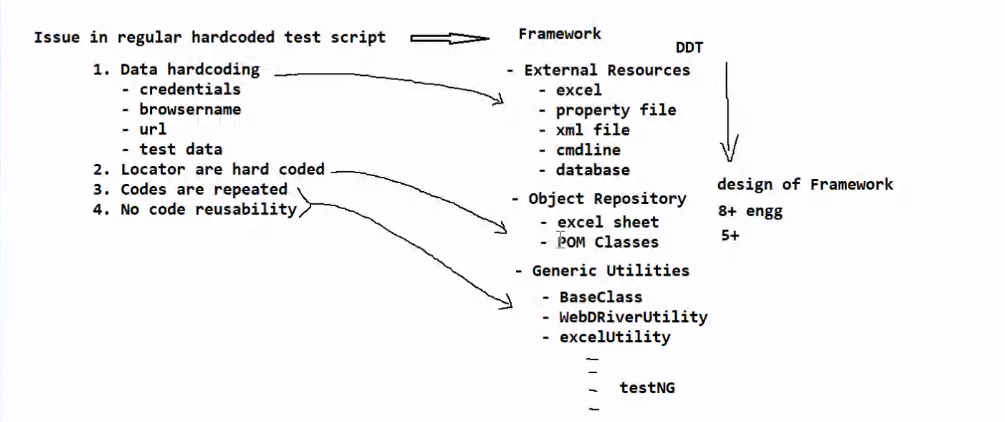 Issue in regular hardcoded test script
1. Data hardcoding
- credentials
- browsername
- url
- test data
2. Locator are hard coded
3. Codes are repeated
4. No code reusability
Framework
DDT
- External Resources
- excel
- property file
- xml file
- cmdline
- database
- Object Repository
- excel sheet
- POM Classes
- Generic Utilities
- BaseClass
- WebDRiverUtility
- excelUtility
-
-
-
-
testNG
design of Framework
8+ engg
5+